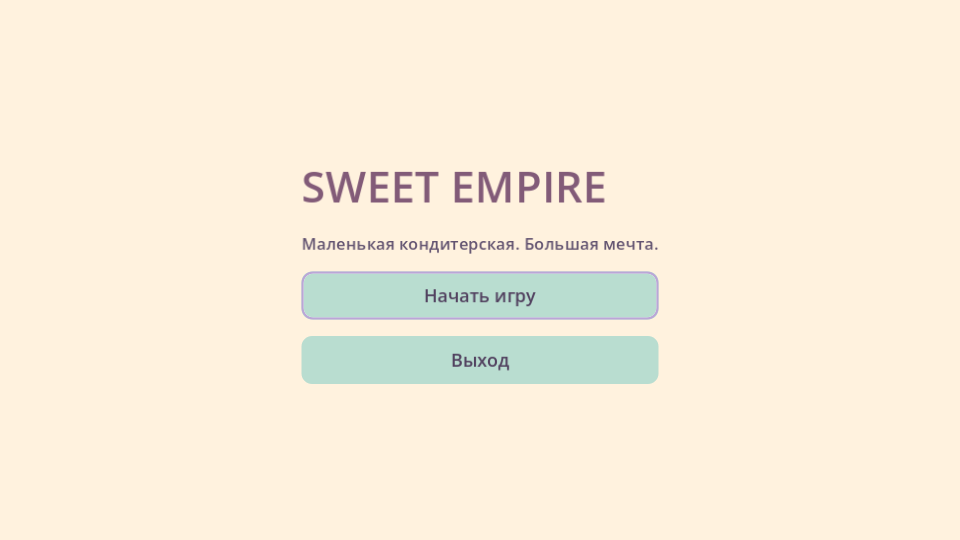 SWEET EMPIRE
Маленькая кондитерская. Большая мечта.
Начать игру
Выход